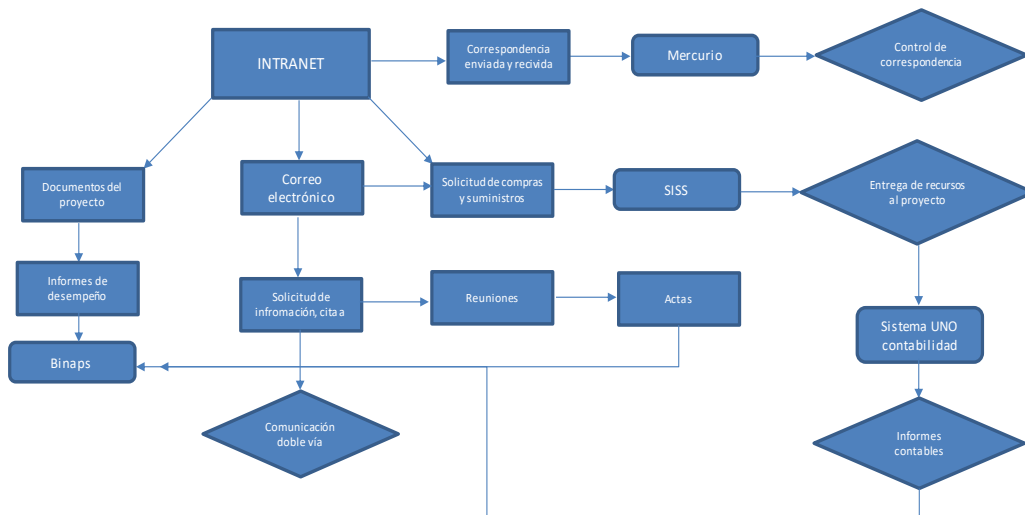 INTRANET
Correspondencia
enviada y recivida
Mercurio
Control de
correspondencia
Documentos del
proyecto
Correo
electrónico
Solicitud de compras
y suministros
SISS
Entrega de recursos
al proyecto
Informes de
desempeño
Solicitud de
infromación, cita a
Reuniones
Actas
Sistema UNO
contabilidad
Binaps
Comunicación
doble vía
Informes
contables